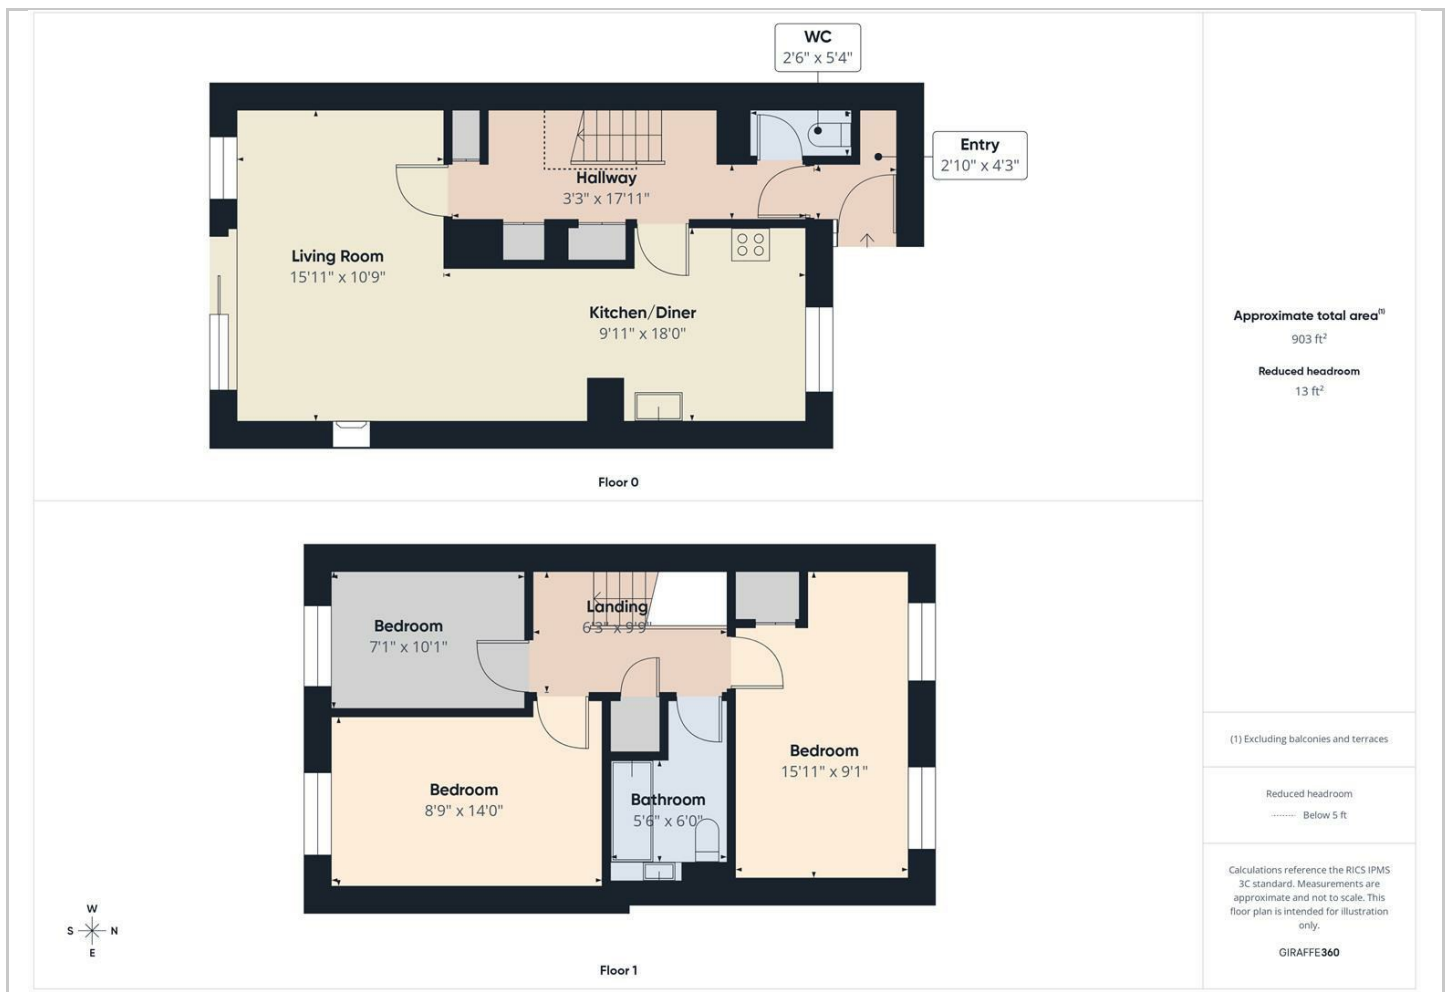 WC
2'6" x 5'4"
Entry
2'10" x 4'3"
Hallway
3'3" x 17'11"
Living Room
15'11" x 10'9"
Kitchen/Diner
9'11" x 18'0"
Floor 0
Landing
6'3" x 9'9"
Bedroom
7'1" x 10'1"
Bedroom
8'9" x 14'0"
Bathroom
5'6" x 6'0"
Bedroom
15'11" x 9'1"
W
S N
E
Floor 1
Approximate total area(1)
903 ft²
Reduced headroom
13 ft²
(1) Excluding balconies and terraces
Reduced headroom
Below 5 ft
Calculations reference the RICS IPMS
3C standard. Measurements are
approximate and not to scale. This
floor plan is intended for illustration
only.
GIRAFFE360